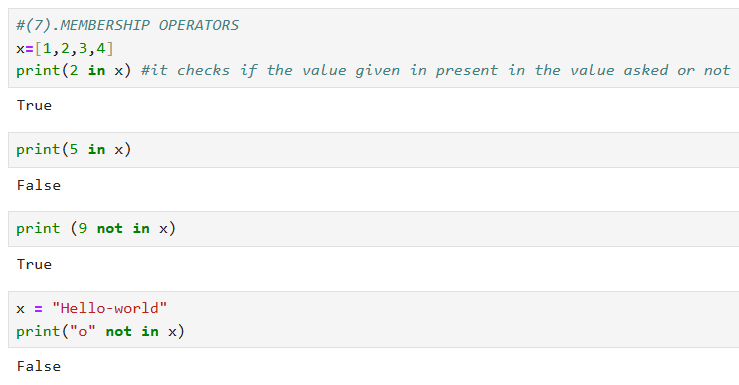 #(7).MEMBERSHIP OPERATORS
x=[1,2,3,4]
print(2 in x) #it checks if the value given in present in the value asked or not
True
print(5 in x)
False
print (9 not in x)
True
x = "Hello-world"
print("o" not in x)
False